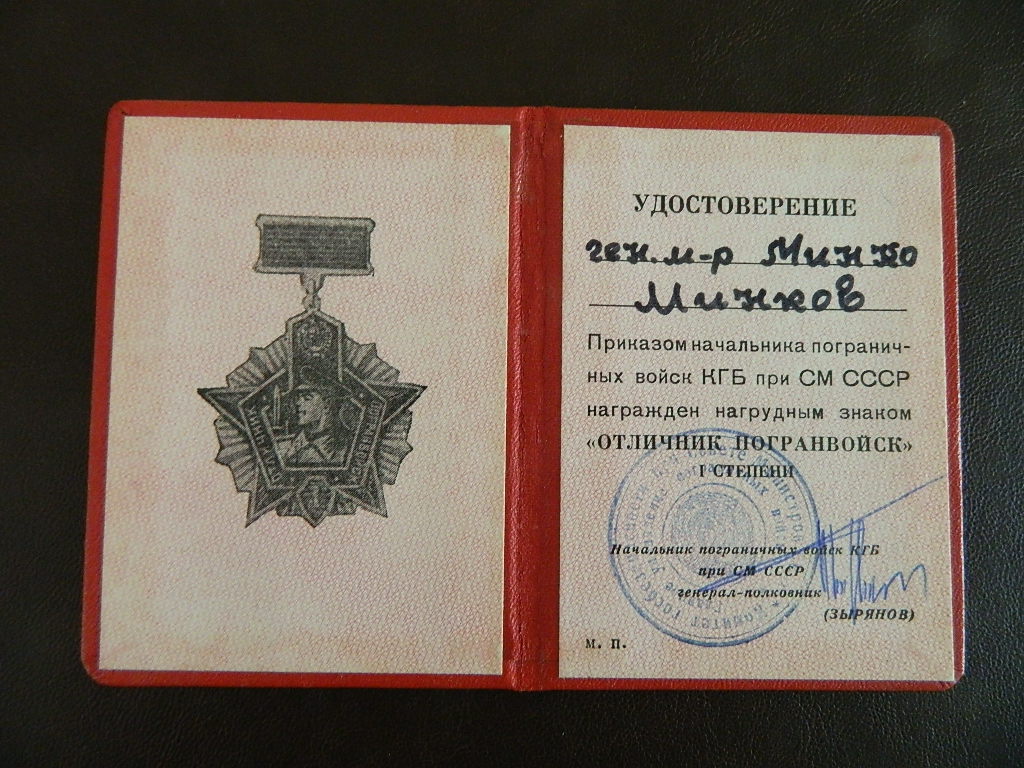 УДОСТОВЕРЕНИЕ
ген. м-р Минко
Минков
Приказом начальника погранич-
ных войск КГБ при СМ СССР
награжден нагрудным знаком
«ОТЛИЧНИК ПОГРАНВОЙСК»
I СТЕПЕНИ
Начальник пограничных войск КГБ
при СМ СССР
генерал-полковник
(ЗЫРЯНОВ)
М. П.